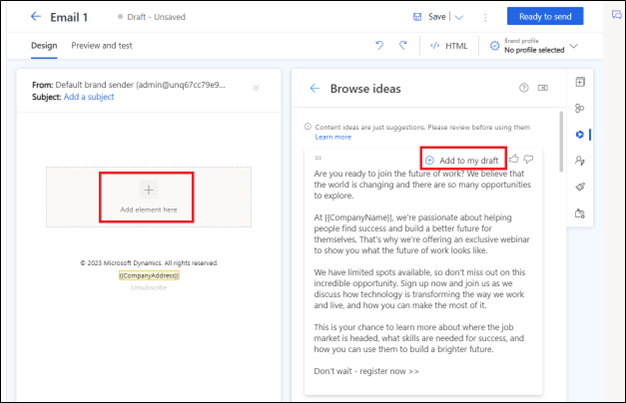 Email 1
Draft - Unsaved
Save
Ready to send
Design
Preview and test
HTML
Brand profile
No profile selected
From: Default brand sender (admin@unq67cc79e9...
Subject: Add a subject
Add element here
© 2023 Microsoft Dynamics. All rights reserved.
{{CompanyAddress}}
Unsubscribe
Browse ideas
Content ideas are just suggestions. Please review before using them
Learn more
Add to my draft
Are you ready to join the future of work? We believe that
the world is changing and there are so many opportunities
to explore.
At {{CompanyName}}, we're passionate about helping
people find success and build a better future for
themselves. That's why we're offering an exclusive webinar
to show you what the future of work looks like.
We have limited spots available, so don't miss out on this
incredible opportunity. Sign up now and join us as we
discuss how technology is transforming the way we work
and live, and how you can make the most of it.
This is your chance to learn more about where the job
market is headed, what skills are needed for success, and
how you can use them to build a brighter future.
Don't wait - register now >>